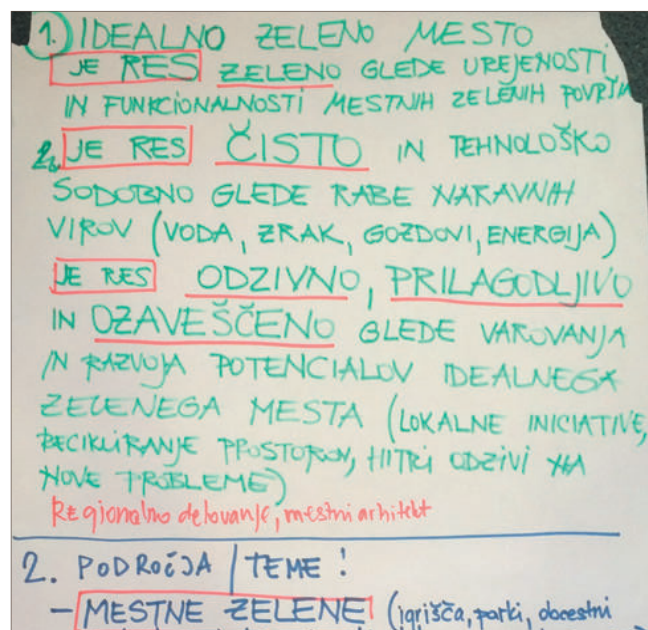 1. IDEALNO ZELENO MESTO
JE RES ZELENO GLEDE UREJENOSTI
IN FUNKCIONALNOSTI MESTNIH ZELENIH POVRŠIN
2. JE RES ČISTO IN TEHNOLOŠKO
SODOBNO GLEDE RABE NARAVNIH
VIROV (VODA, ZRAK, GOZDOVI, ENERGIJA)
JE RES ODZIVNO, PRILAGODLJIVO
IN OZAVEŠČENO GLEDE VAROVANJA
IN RAZVOJA POTENCIALOV IDEALNEGA
ZELENEGA MESTA (LOKALNE INICIATIVE,
RECIKLIRANJE PROSTOROV, HITRI ODZIVI NA
NOVE PROBLEME)
Regionalno delovanje, mestni arhitekt
2. PODROČJA / TEME !
- MESTNE ZELENE (igrišča, parki, obcestni